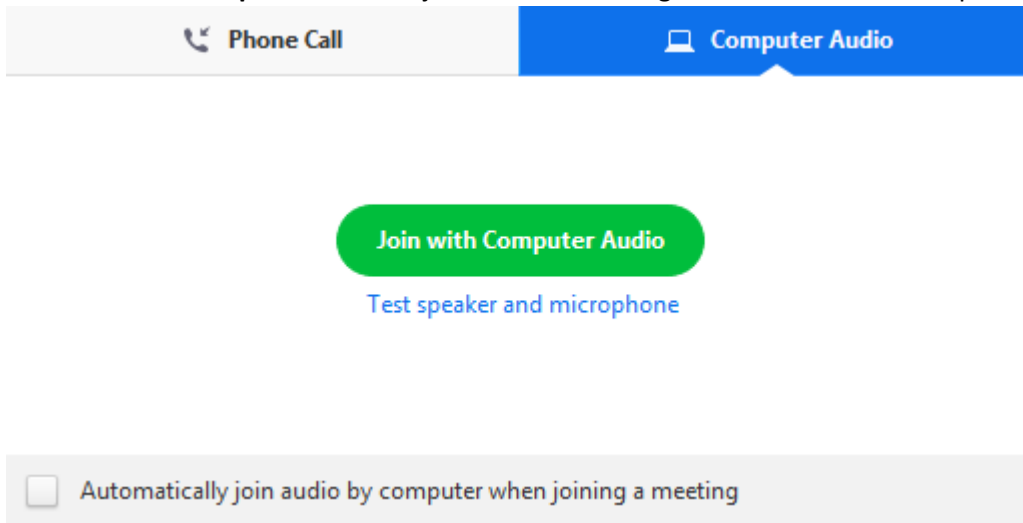 Phone Call
Computer Audio
Join with Computer Audio
Test speaker and microphone
Automatically join audio by computer when joining a meeting